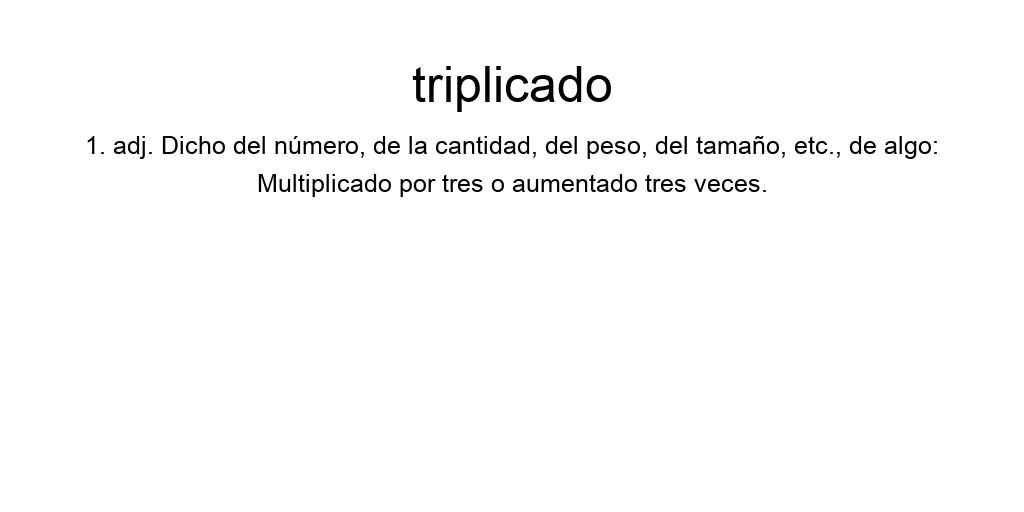 triplicado
1. adj. Dicho del número, de la cantidad, del peso, del tamaño, etc., de algo:
Multiplicado por tres o aumentado tres veces.